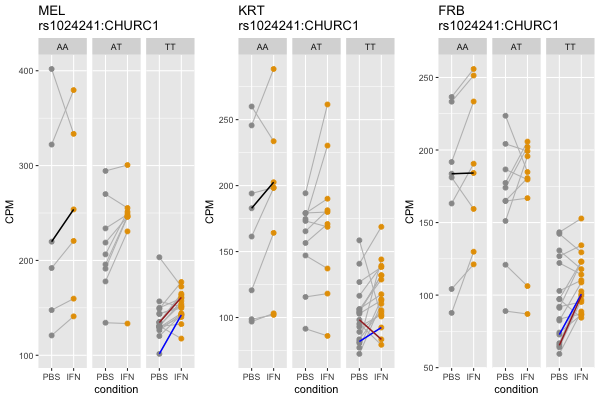 MEL
rs1024241:CHURC1
AA AT TT
CPM
400
300
200
100
PBS IFN PBS IFN PBS IFN
condition
KRT
rs1024241:CHURC1
AA AT TT
CPM
250
200
150
100
PBS IFN PBS IFN PBS IFN
condition
FRB
rs1024241:CHURC1
AA AT TT
CPM
250
200
150
100
50
PBS IFN PBS IFN PBS IFN
condition